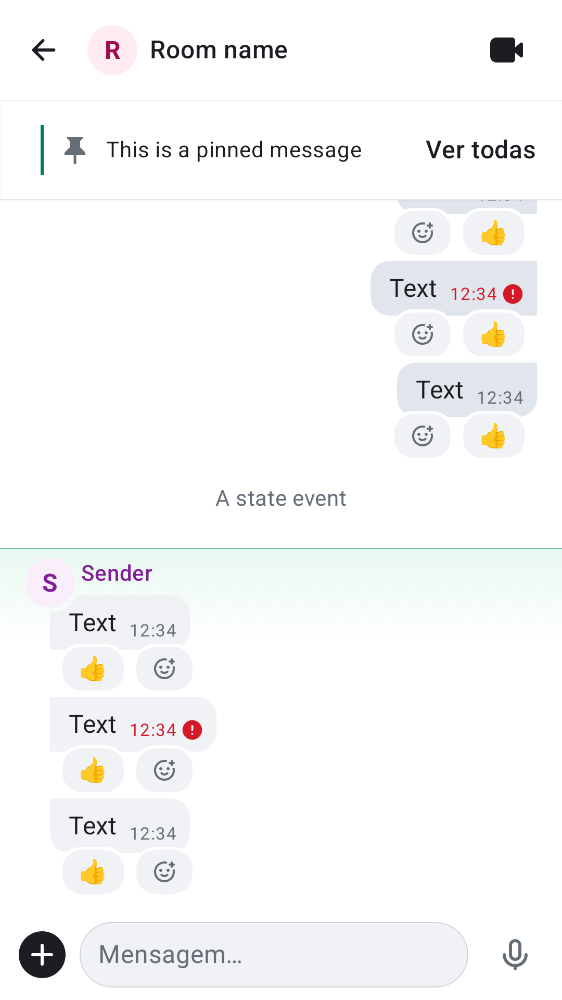 R Room name
This is a pinned message Ver todas
👍
Text 12:34
👍
Text 12:34
👍
A state event
S Sender
Text 12:34
👍
Text 12:34
👍
Text 12:34
👍
Mensagem…